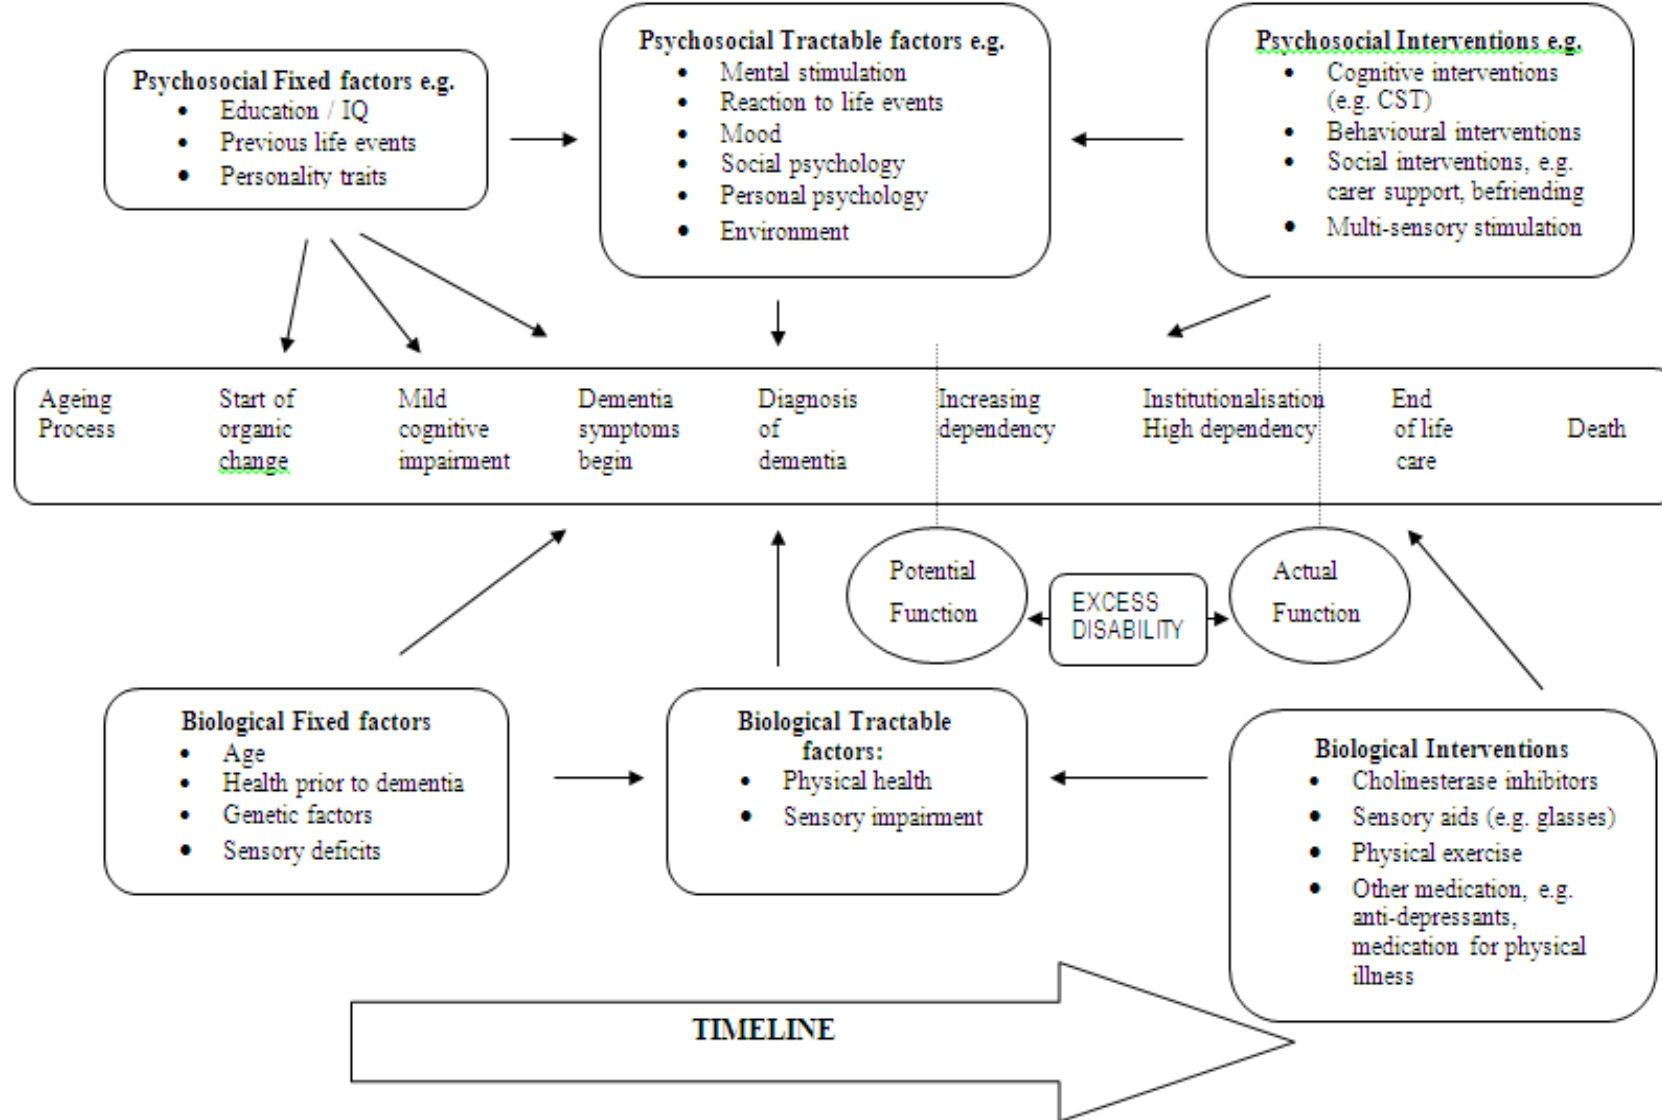 Psychosocial Fixed factors e.g.
• Education / IQ
• Previous life events
• Personality traits
Psychosocial Tractable factors e.g.
• Mental stimulation
• Reaction to life events
• Mood
• Social psychology
• Personal psychology
• Environment
Psychosocial Interventions e.g.
• Cognitive interventions
(e.g. CST)
• Behavioural interventions
• Social interventions, e.g.
carer support, befriending
• Multi-sensory stimulation
Ageing
Process
Start of
organic
change
Mild
cognitive
impairment
Dementia
symptoms
begin
Diagnosis
of
dementia
Increasing
dependency
Institutionalisation
High dependency
End
of life
care
Death
Potential
Function
EXCESS
DISABILITY
Actual
Function
Biological Fixed factors
• Age
• Health prior to dementia
• Genetic factors
• Sensory deficits
Biological Tractable
factors:
• Physical health
• Sensory impairment
Biological Interventions
• Cholinesterase inhibitors
• Sensory aids (e.g. glasses)
• Physical exercise
• Other medication, e.g.
anti-depressants,
medication for physical
illness
TIMELINE